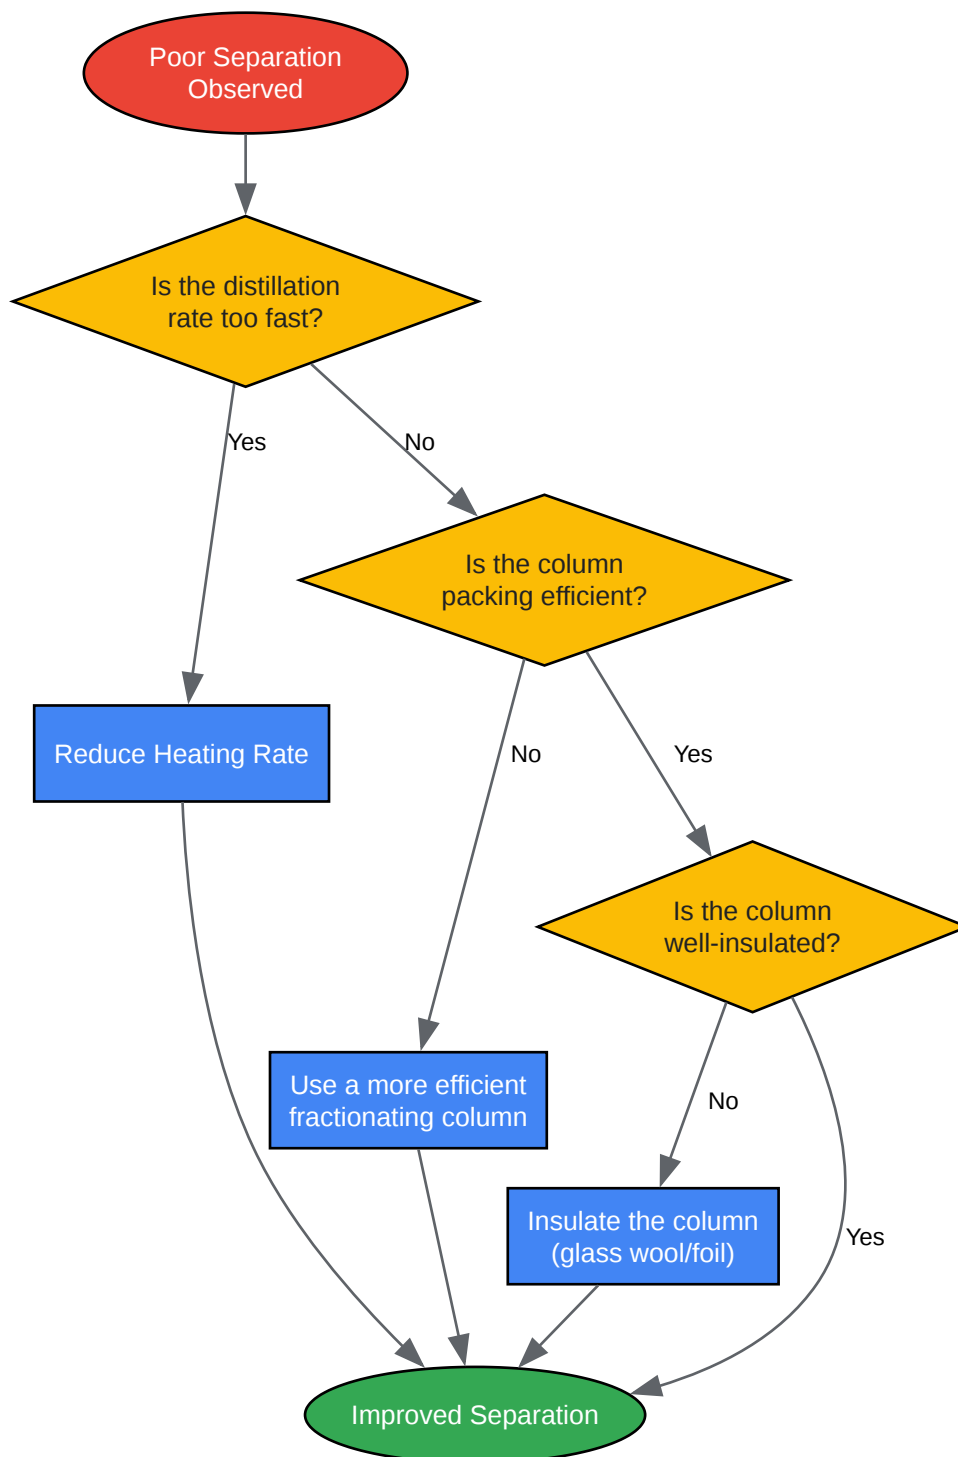 Poor Separation
Observed
Is the distillation
rate too fast?
Yes
No
Is the column
packing efficient?
Reduce Heating Rate
No
Yes
Is the column
well-insulated?
Use a more efficient
fractionating column
No
Insulate the column
(glass wool/foil)
Yes
Improved Separation